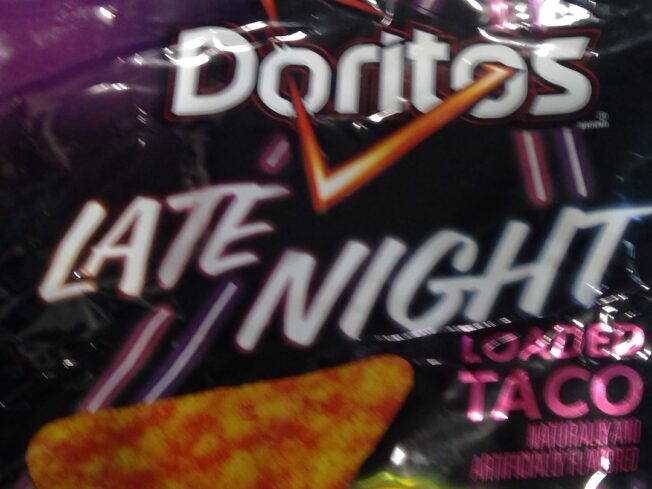 Doritos
LATE NIGHT
LOADED
TACO
NATURALLY AND
ARTIFICIALLY FLAVORED